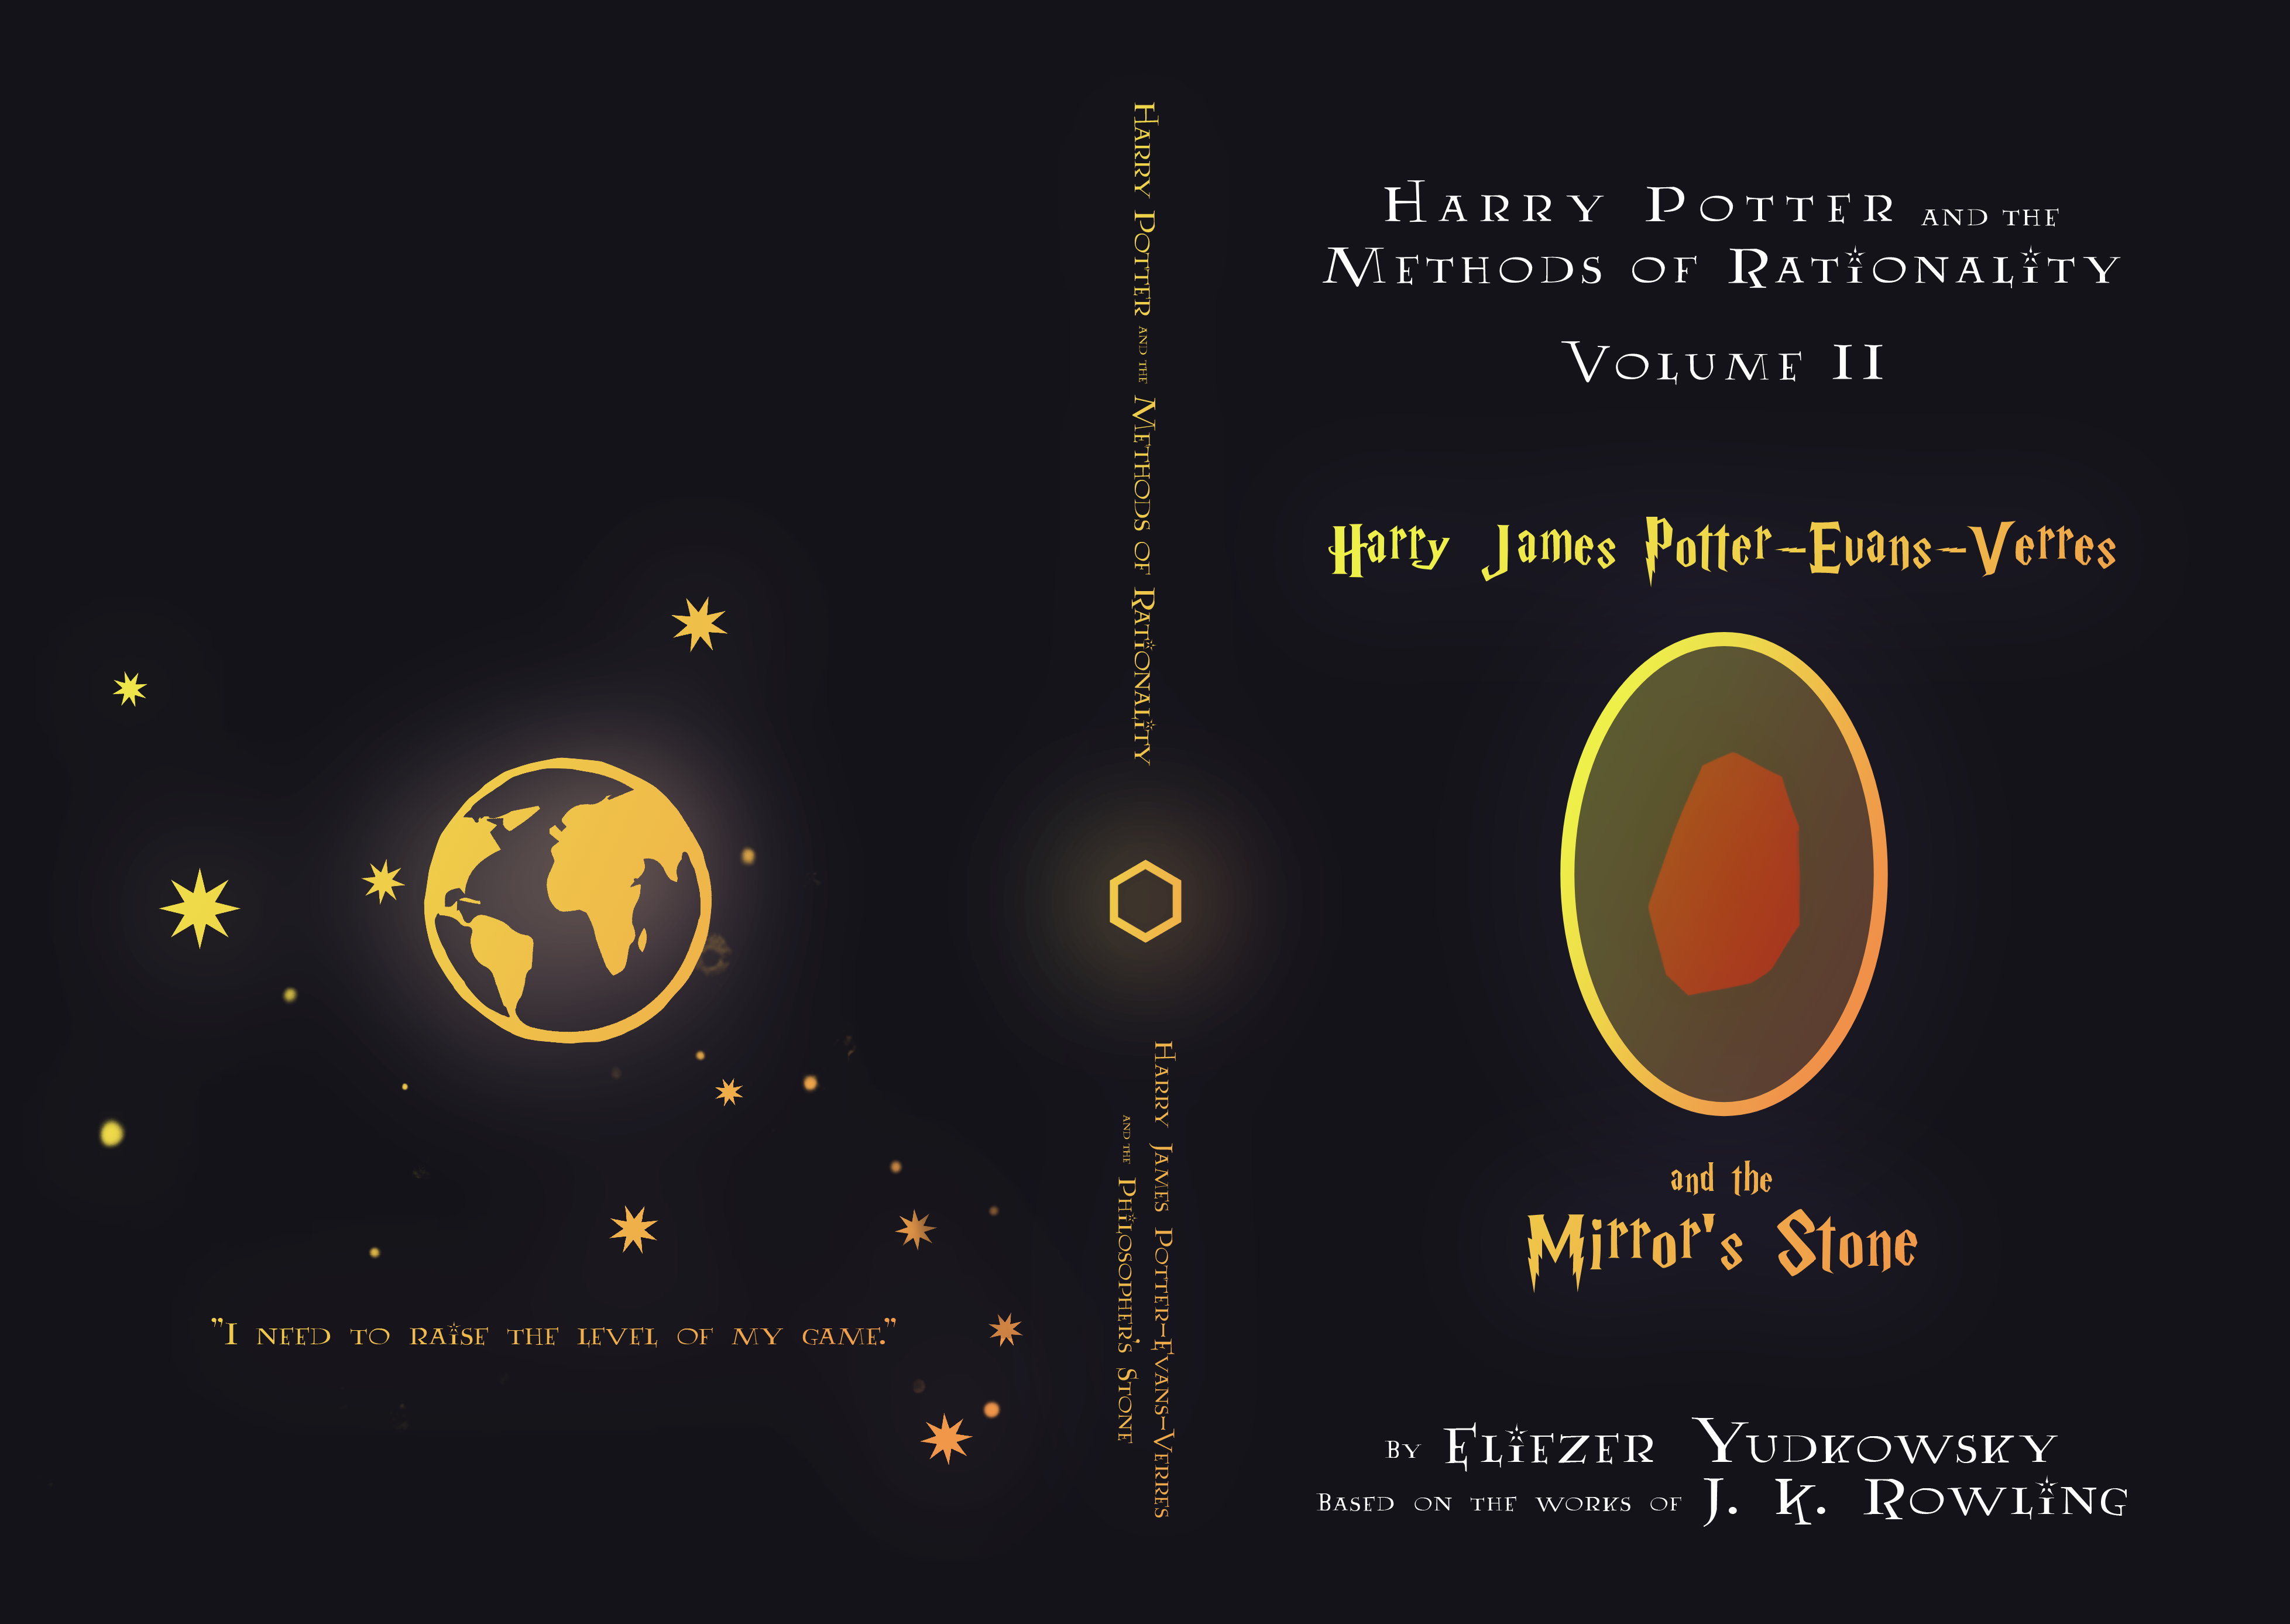 "I need to raise the level of my game."
Harry Potter and the Methods of Rationality
Harry James Potter-Evans-Verres
and the Philosopher's Stone
Harry Potter and the
Methods of Rationality
Volume II
Harry James Potter-Evans-Verres
and the
Mirror's Stone
By Eliezer Yudkowsky
Based on the works of J. K. Rowling